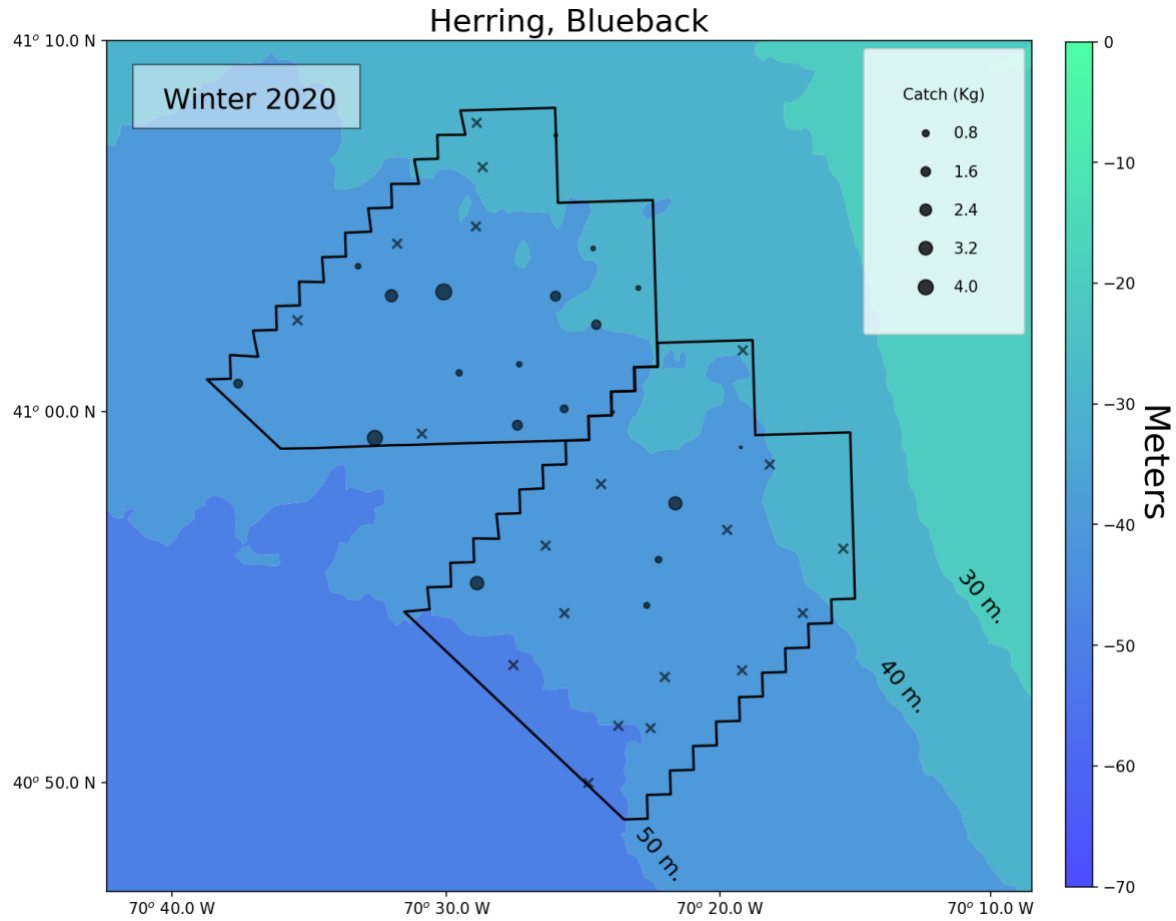 Herring, Blueback
41° 10.0 N
Winter 2020
Catch (Kg)
0.8
1.6
2.4
3.2
4.0
41° 00.0 N
40° 50.0 N
30 m.
40 m.
50 m.
70° 40.0 W
70° 30.0 W
70° 20.0 W
70° 10.0 W
0
−10
−20
−30
−40
−50
−60
−70
Meters